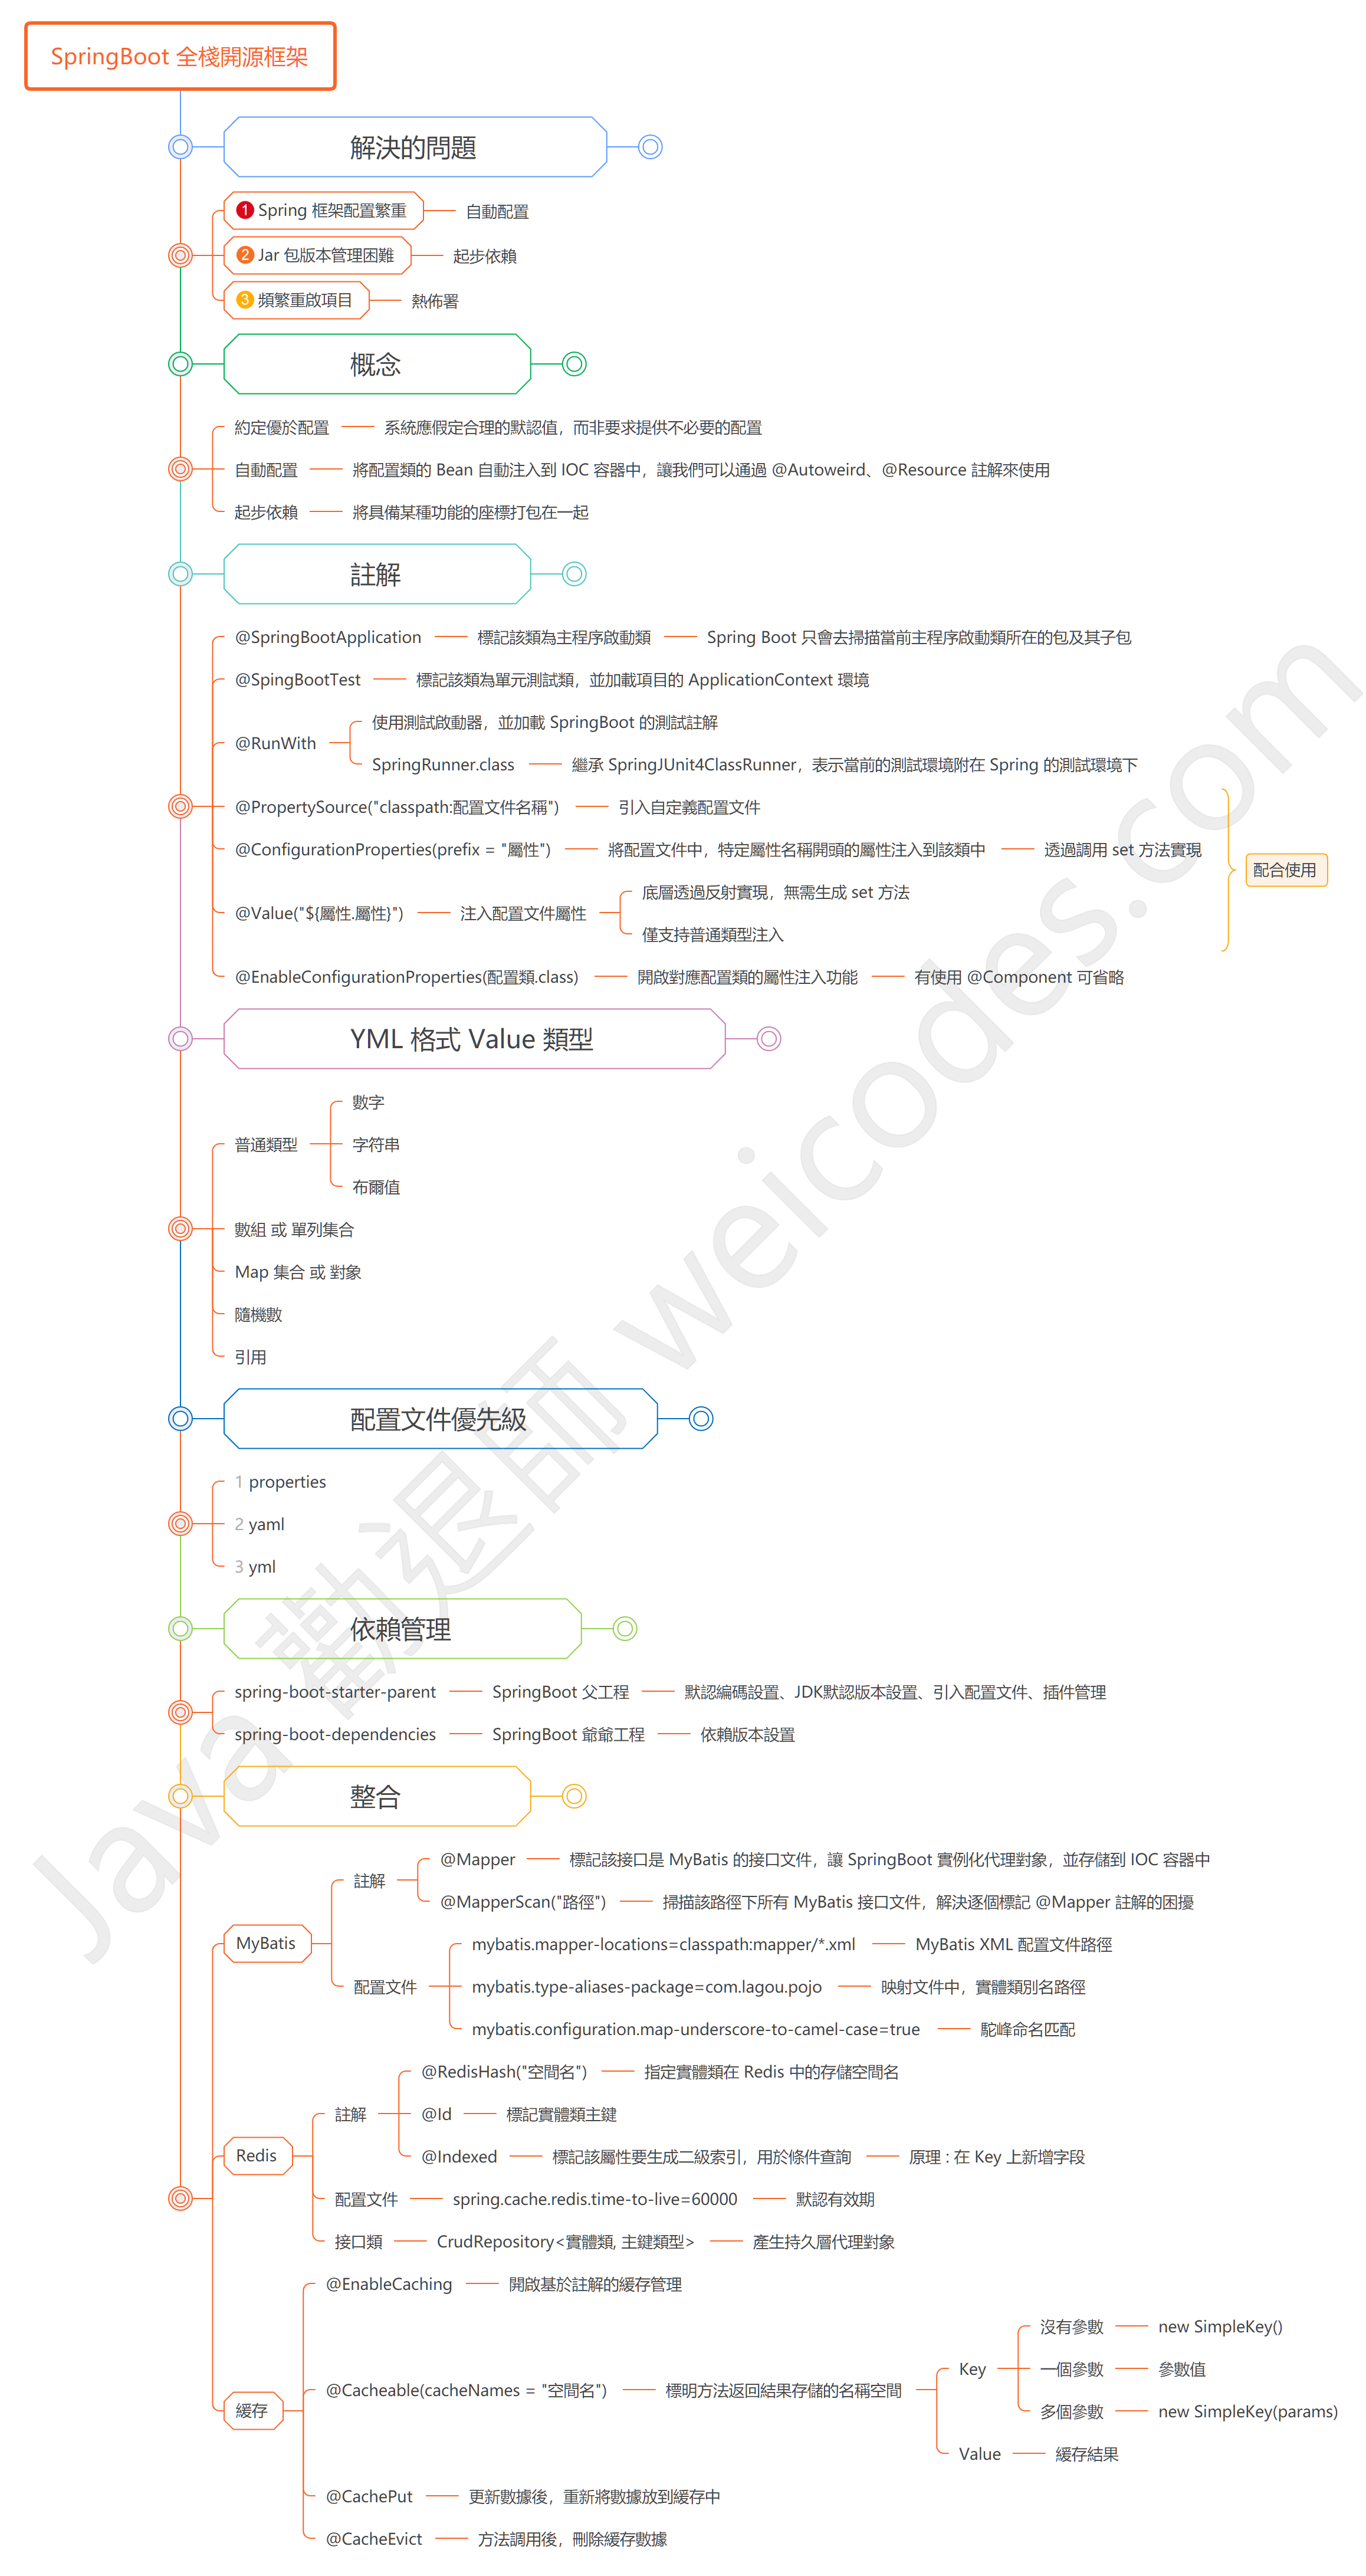 SpringBoot 全棧開源框架
解決的問題
1 Spring 框架配置繁重 自動配置
2 Jar 包版本管理困難 起步依賴
3 頻繁重啟項目 熱佈署
概念
約定優於配置 系統應假定合理的默認值，而非要求提供不必要的配置
自動配置 將配置類的 Bean 自動注入到 IOC 容器中，讓我們可以通過 @Autoweird、@Resource 註解來使用
起步依賴 將具備某種功能的座標打包在一起
註解
@SpringBootApplication 標記該類為主程序啟動類 Spring Boot 只會去掃描當前主程序啟動類所在的包及其子包
@SpingBootTest 標記該類為單元測試類，並加載項目的 ApplicationContext 環境
@RunWith
使用測試啟動器，並加載 SpringBoot 的測試註解
SpringRunner.class 繼承 SpringJUnit4ClassRunner，表示當前的測試環境附在 Spring 的測試環境下
@PropertySource("classpath:配置文件名稱") 引入自定義配置文件
@ConfigurationProperties(prefix = "屬性") 將配置文件中，特定屬性名稱開頭的屬性注入到該類中 透過調用 set 方法實現
配合使用
@Value("${屬性.屬性}") 注入配置文件屬性
底層透過反射實現，無需生成 set 方法
僅支持普通類型注入
@EnableConfigurationProperties(配置類.class) 開啟對應配置類的屬性注入功能 有使用 @Component 可省略
YML 格式 Value 類型
普通類型
數字
字符串
布爾值
數組 或 單列集合
Map 集合 或 對象
隨機數
引用
配置文件優先級
1 properties
2 yaml
3 yml
依賴管理
spring-boot-starter-parent SpringBoot 父工程 默認編碼設置、JDK默認版本設置、引入配置文件、插件管理
spring-boot-dependencies SpringBoot 爺爺工程 依賴版本設置
整合
MyBatis
註解
@Mapper 標記該接口是 MyBatis 的接口文件，讓 SpringBoot 實例化代理對象，並存儲到 IOC 容器中
@MapperScan("路徑") 掃描該路徑下所有 MyBatis 接口文件，解決逐個標記 @Mapper 註解的困擾
配置文件
mybatis.mapper-locations=classpath:mapper/*.xml MyBatis XML 配置文件路徑
mybatis.type-aliases-package=com.lagou.pojo 映射文件中，實體類別名路徑
mybatis.configuration.map-underscore-to-camel-case=true 駝峰命名匹配
Redis
註解
@RedisHash("空間名") 指定實體類在 Redis 中的存儲空間名
@Id 標記實體類主鍵
@Indexed 標記該屬性要生成二級索引，用於條件查詢 原理 : 在 Key 上新增字段
配置文件 spring.cache.redis.time-to-live=60000 默認有效期
接口類 CrudRepository<實體類, 主鍵類型> 產生持久層代理對象
緩存
@EnableCaching 開啟基於註解的緩存管理
@Cacheable(cacheNames = "空間名") 標明方法返回結果存儲的名稱空間
Key
沒有參數 new SimpleKey()
一個參數 參數值
多個參數 new SimpleKey(params)
Value 緩存結果
@CachePut 更新數據後，重新將數據放到緩存中
@CacheEvict 方法調用後，刪除緩存數據
Java 勸退師 weicodes.com